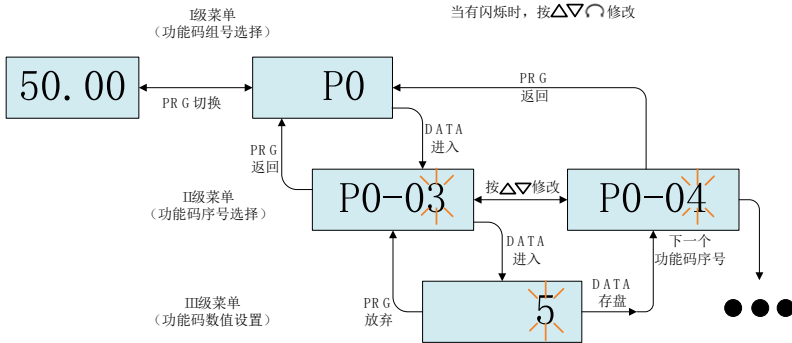 I级菜单
（功能码组号选择）
当有闪烁时，按△▽修改
50.00
PRG切换
P0
PRG
返回
DATA
进入
PRG
返回
II级菜单
（功能码序号选择）
P0-03
按△▽修改
P0-04
DATA
进入
下一个
功能码序号
III级菜单
（功能码数值设置）
PRG
放弃
5
DATA
存盘
●●●